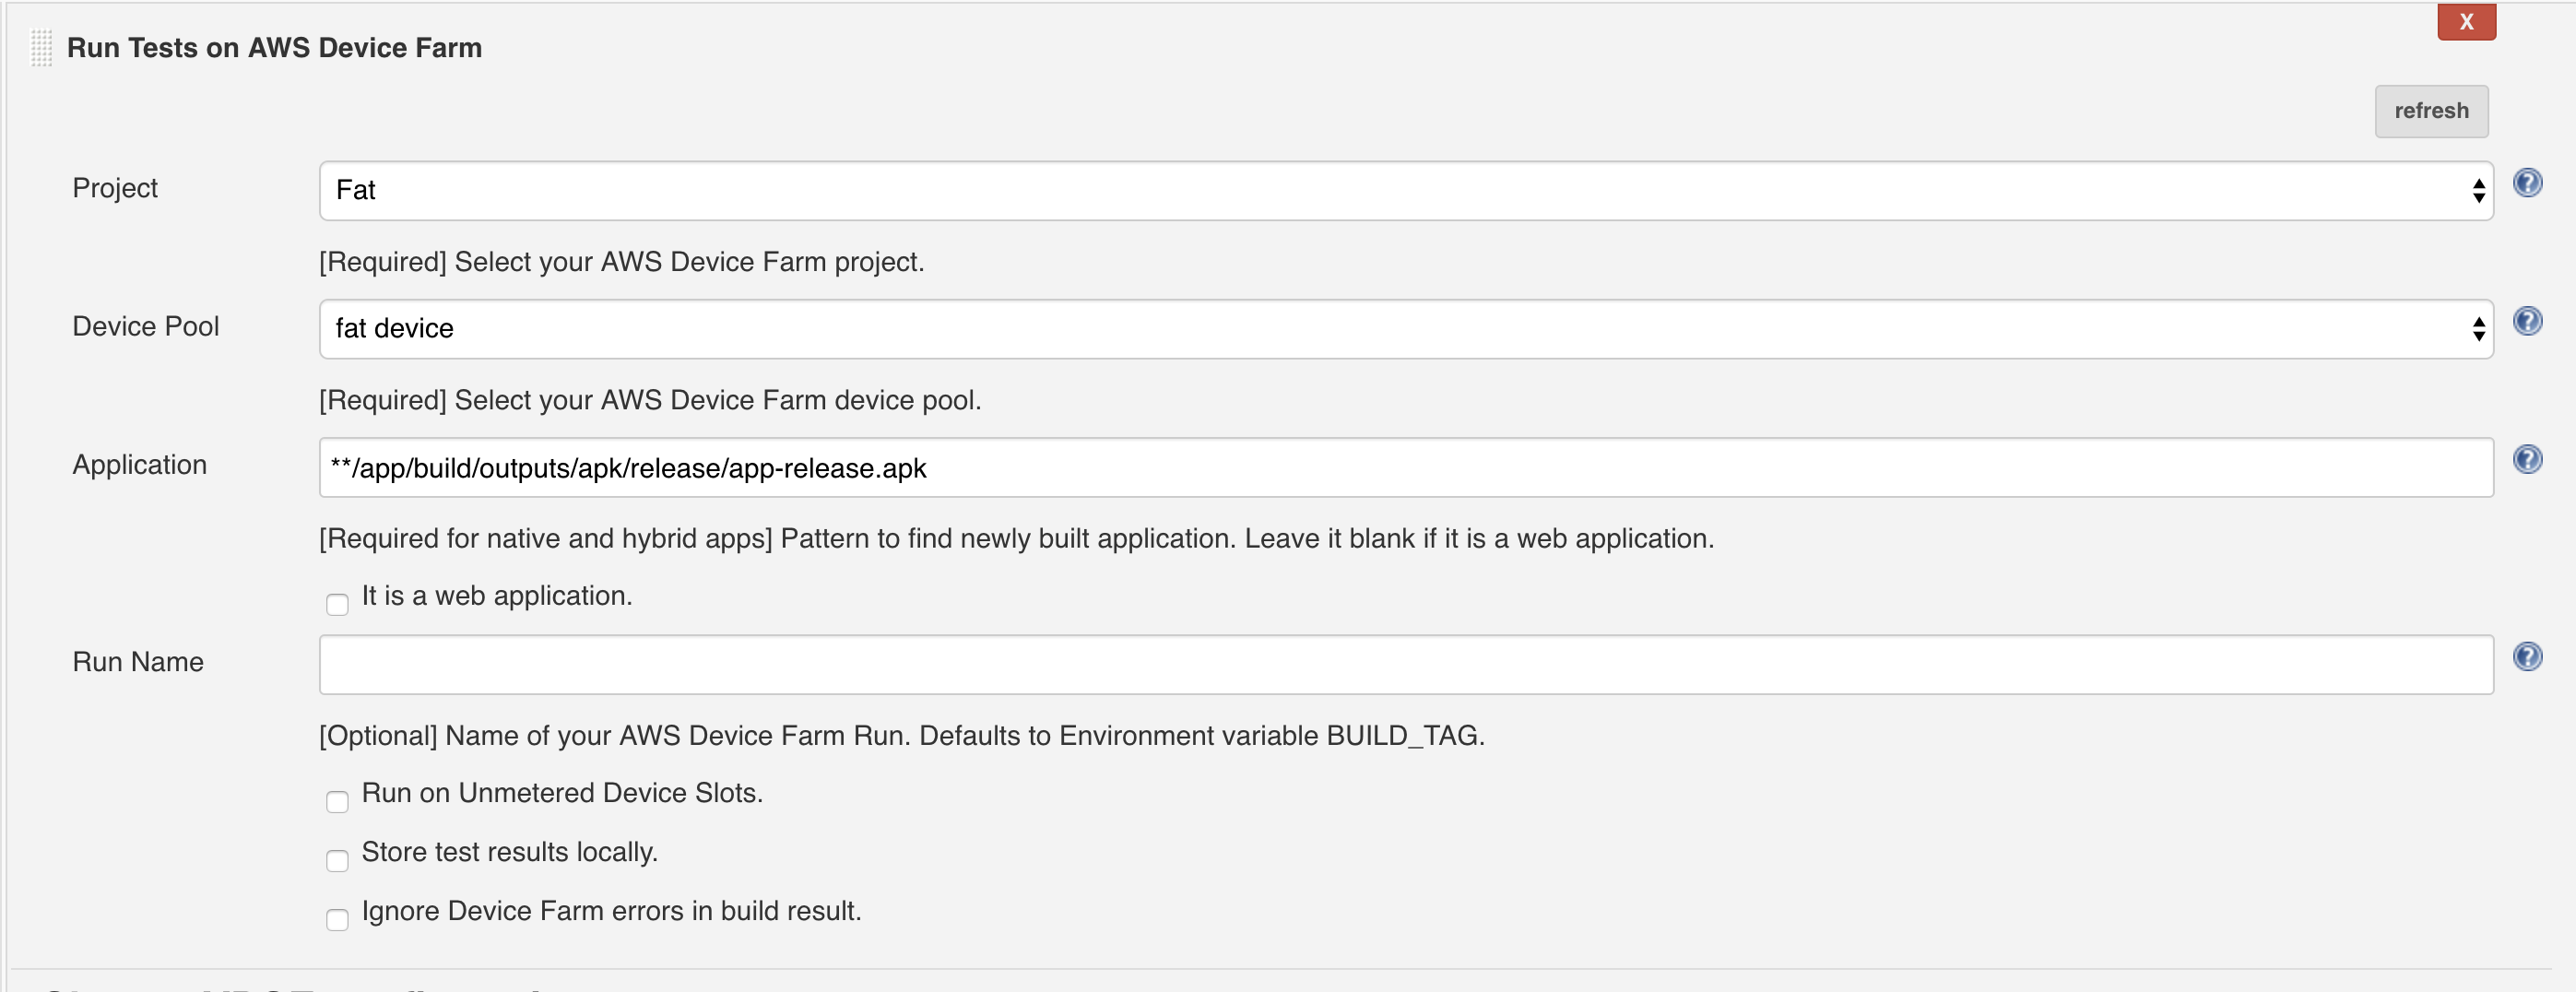 X
Run Tests on AWS Device Farm
refresh
Project
Fat
[Required] Select your AWS Device Farm project.
Device Pool
fat device
[Required] Select your AWS Device Farm device pool.
Application
**/app/build/outputs/apk/release/app-release.apk
[Required for native and hybrid apps] Pattern to find newly built application. Leave it blank if it is a web application.
It is a web application.
Run Name
[Optional] Name of your AWS Device Farm Run. Defaults to Environment variable BUILD_TAG.
Run on Unmetered Device Slots.
Store test results locally.
Ignore Device Farm errors in build result.